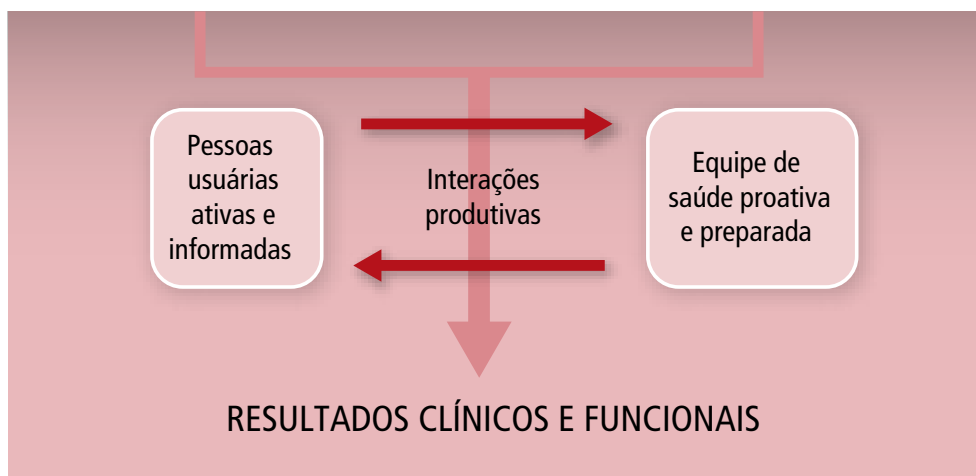 Pessoas
usuárias
ativas e
informadas
Interações
produtivas
Equipe de
saúde proativa
e preparada
RESULTADOS CLÍNICOS E FUNCIONAIS